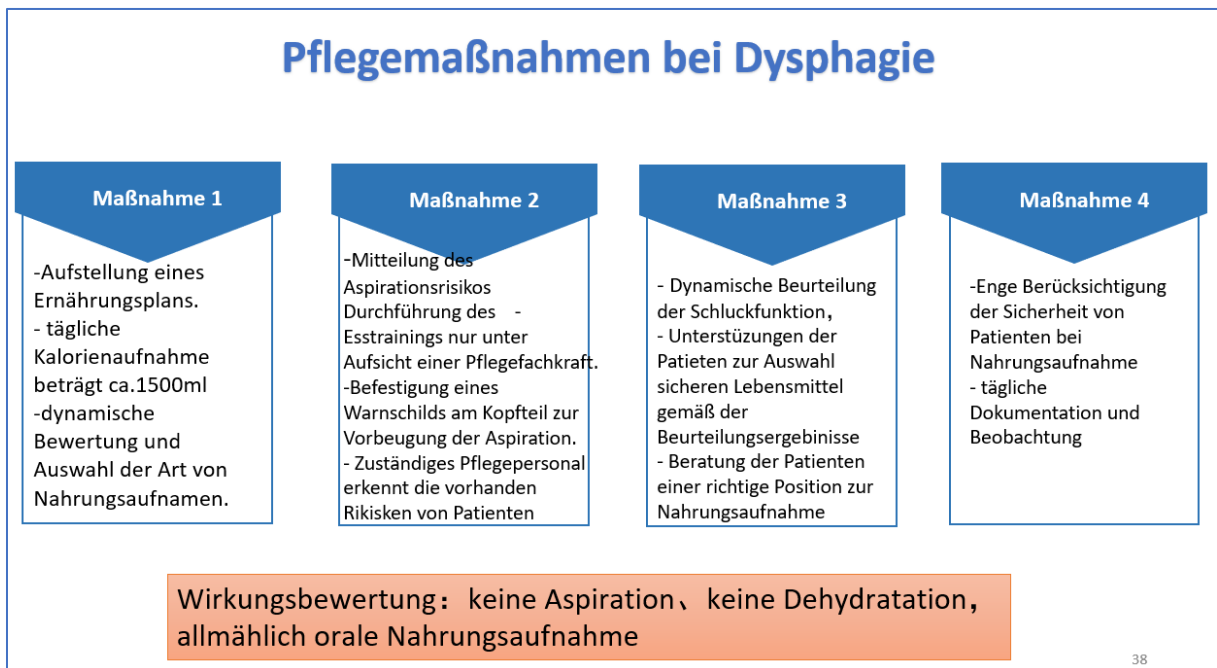 Pflegemaßnahmen bei Dysphagie
Maßnahme 1
-Aufstellung eines
Ernährungsplans.
- tägliche
Kalorienaufnahme
beträgt ca.1500ml
-dynamische
Bewertung und
Auswahl der Art von
Nahrungsaufnamen.
Maßnahme 2
-Mitteilung des
Aspirationsrisikos
Durchführung des -
Esstrainings nur unter
Aufsicht einer Pflegefachkraft.
-Befestigung eines
Warnschilds am Kopfteil zur
Vorbeugung der Aspiration.
- Zuständiges Pflegepersonal
erkennt die vorhanden
Rikisken von Patienten
Maßnahme 3
- Dynamische Beurteilung
der Schluckfunktion,
- Unterstüzungen der
Patieten zur Auswahl
sicheren Lebensmittel
gemäß der
Beurteilungsergebinisse
- Beratung der Patienten
einer richtige Position zur
Nahrungsaufnahme
Maßnahme 4
-Enge Berücksichtigung
der Sicherheit von
Patienten bei
Nahrungsaufnahme
- tägliche
Dokumentation und
Beobachtung
Wirkungsbewertung：keine Aspiration、keine Dehydratation，
allmählich orale Nahrungsaufnahme
38